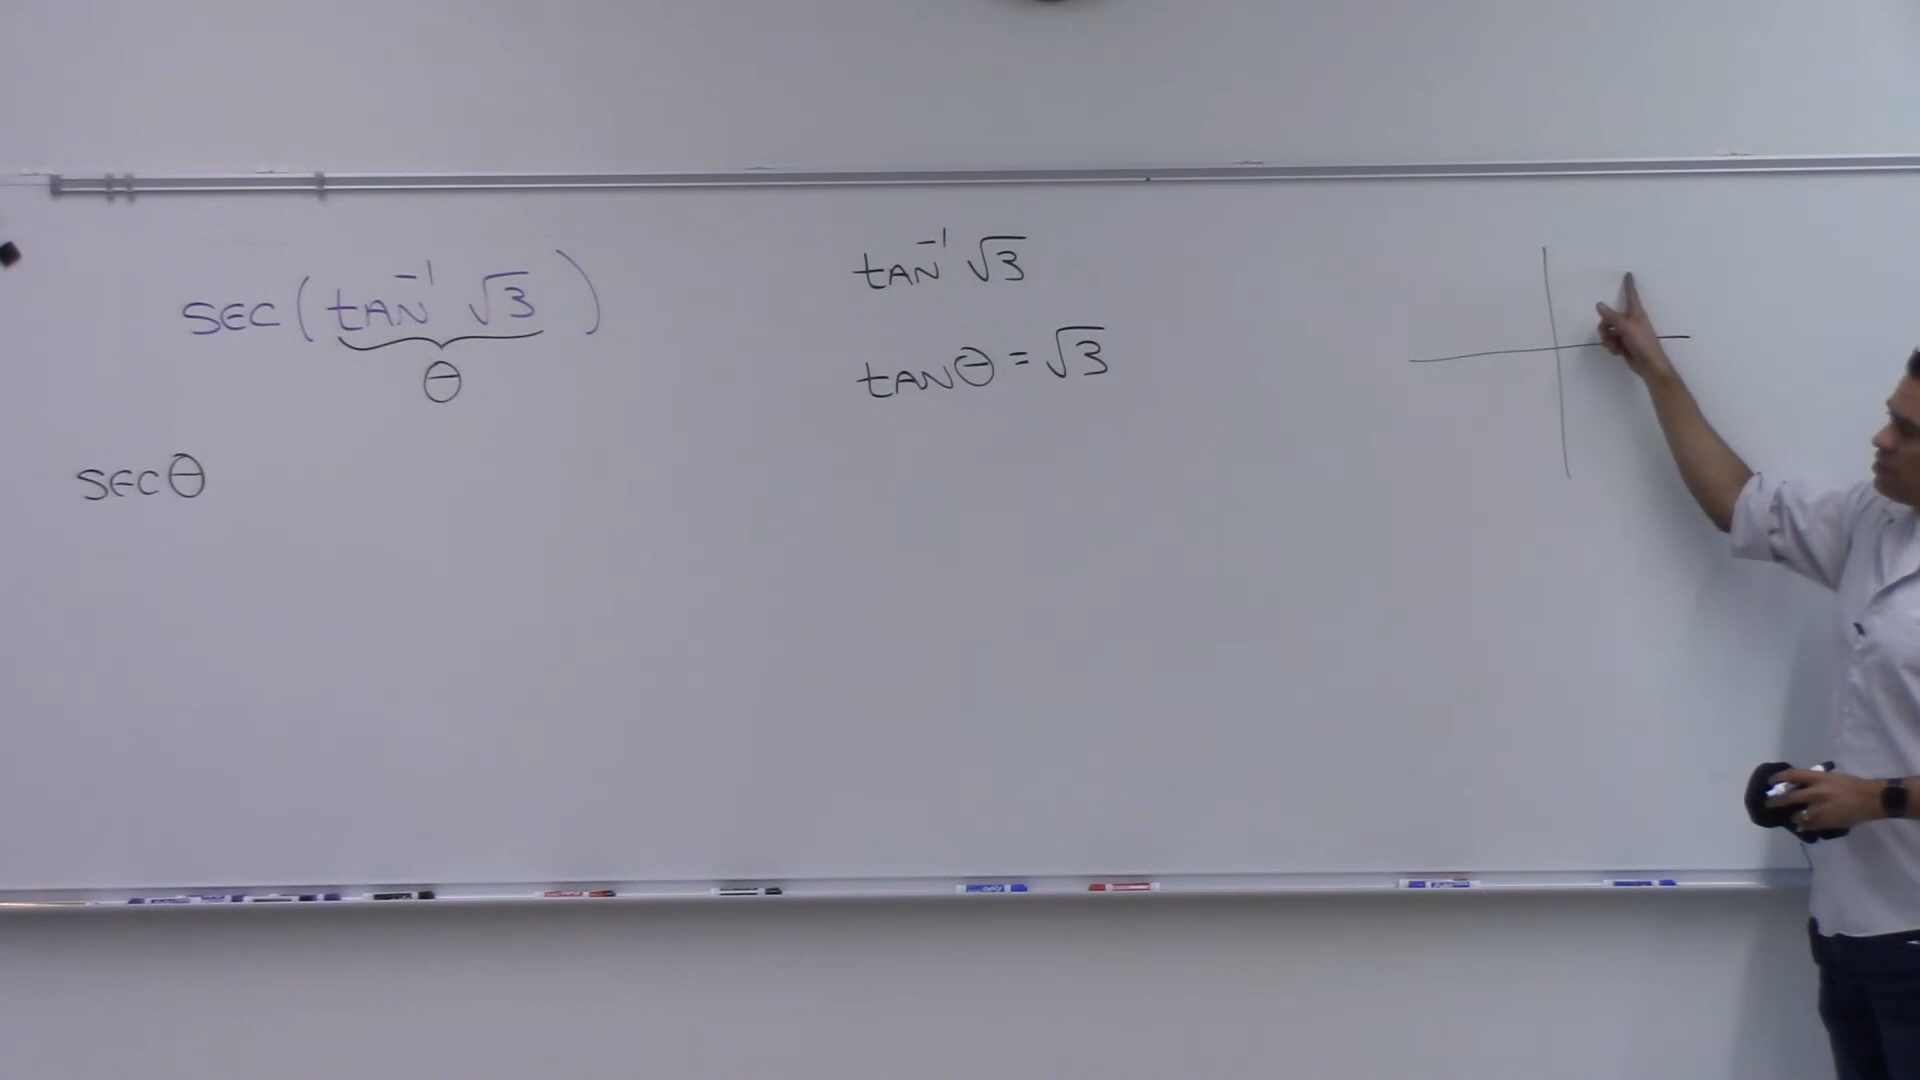 SEC(tAN⁻¹ √3)
θ
SEC θ
tAN⁻¹ √3
tAN θ = √3